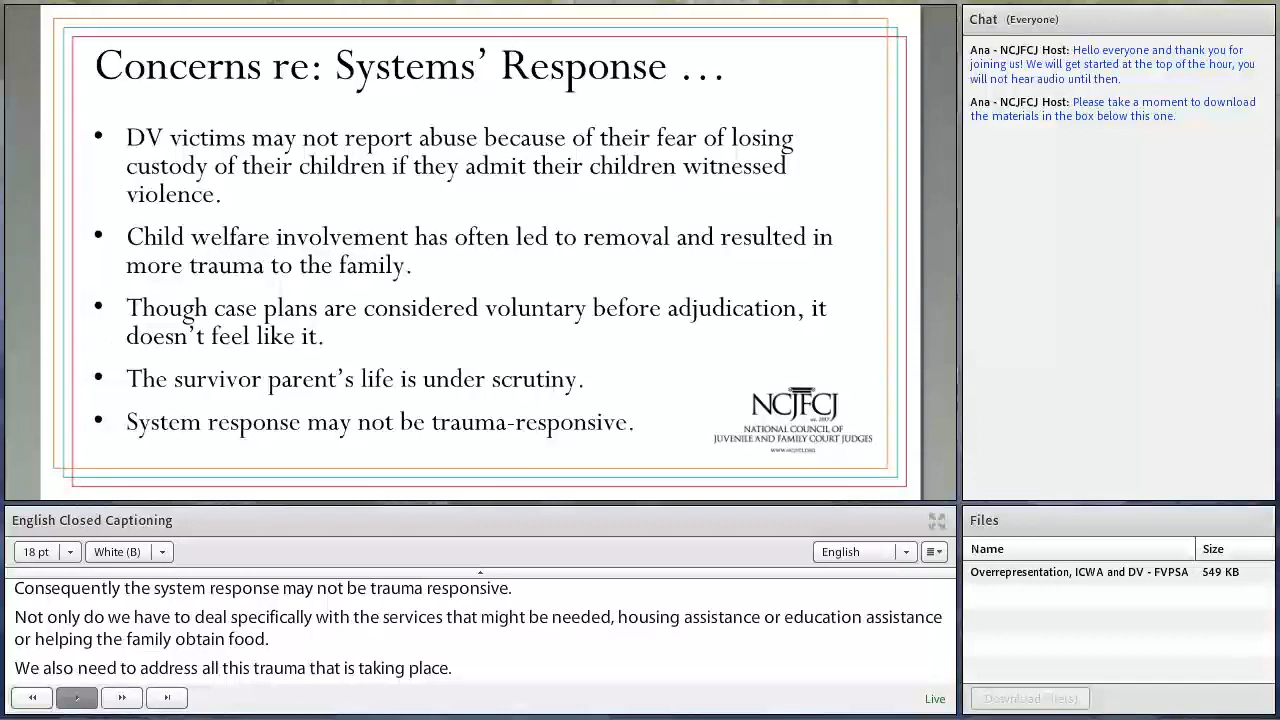 Concerns re: Systems’ Response …
• DV victims may not report abuse because of their fear of losing
custody of their children if they admit their children witnessed
violence.
• Child welfare involvement has often led to removal and resulted in
more trauma to the family.
• Though case plans are considered voluntary before adjudication, it
doesn’t feel like it.
• The survivor parent’s life is under scrutiny.
• System response may not be trauma-responsive.
NCJFCJ
NATIONAL COUNCIL OF
JUVENILE AND FAMILY COURT JUDGES
WWW.NCJFCJ.ORG
Chat (Everyone)
Ana - NCJFCJ Host: Hello everyone and thank you for
joining us! We will get started at the top of the hour, you
will not hear audio until then.
Ana - NCJFCJ Host: Please take a moment to download
the materials in the box below this one.
English Closed Captioning
18 pt White (B) English
Consequently the system response may not be trauma responsive.
Not only do we have to deal specifically with the services that might be needed, housing assistance or education assistance
or helping the family obtain food.
We also need to address all this trauma that is taking place.
Live
Files
Name Size
Overrepresentation, ICWA and DV - FVPSA 549 KB
Download File(s)